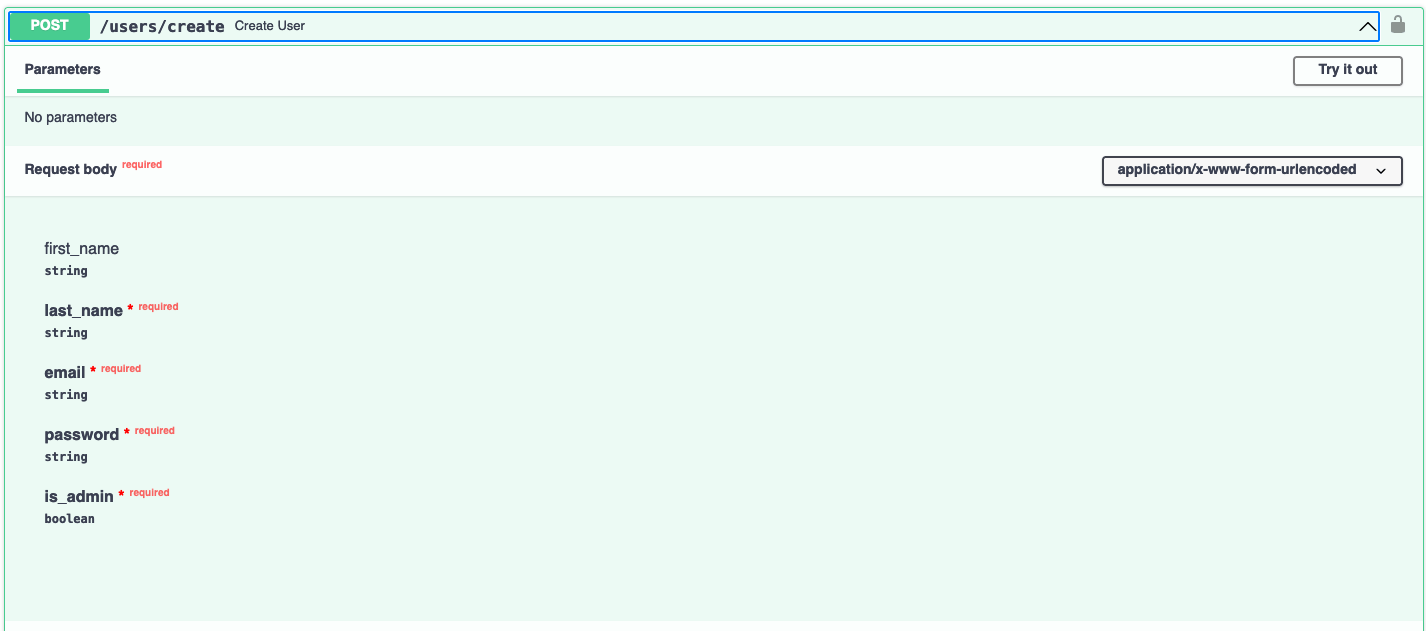 POST /users/create Create User
Parameters
Try it out
No parameters
Request body required
application/x-www-form-urlencoded
first_name
string
last_name * required
string
email * required
string
password * required
string
is_admin * required
boolean